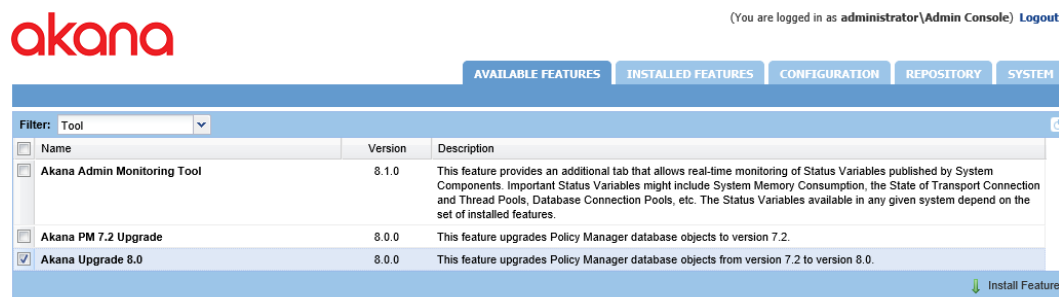 akana
(You are logged in as administrator\Admin Console) Logout
AVAILABLE FEATURES INSTALLED FEATURES CONFIGURATION REPOSITORY SYSTEM
Filter: Tool
Name Version Description
Akana Admin Monitoring Tool 8.1.0 This feature provides an additional tab that allows real-time monitoring of Status Variables published by System
Components. Important Status Variables might include System Memory Consumption, the State of Transport Connection
and Thread Pools, Database Connection Pools, etc. The Status Variables available in any given system depend on the
set of installed features.
Akana PM 7.2 Upgrade 8.0.0 This feature upgrades Policy Manager database objects to version 7.2.
Akana Upgrade 8.0 8.0.0 This feature upgrades Policy Manager database objects from version 7.2 to version 8.0.
Install Feature